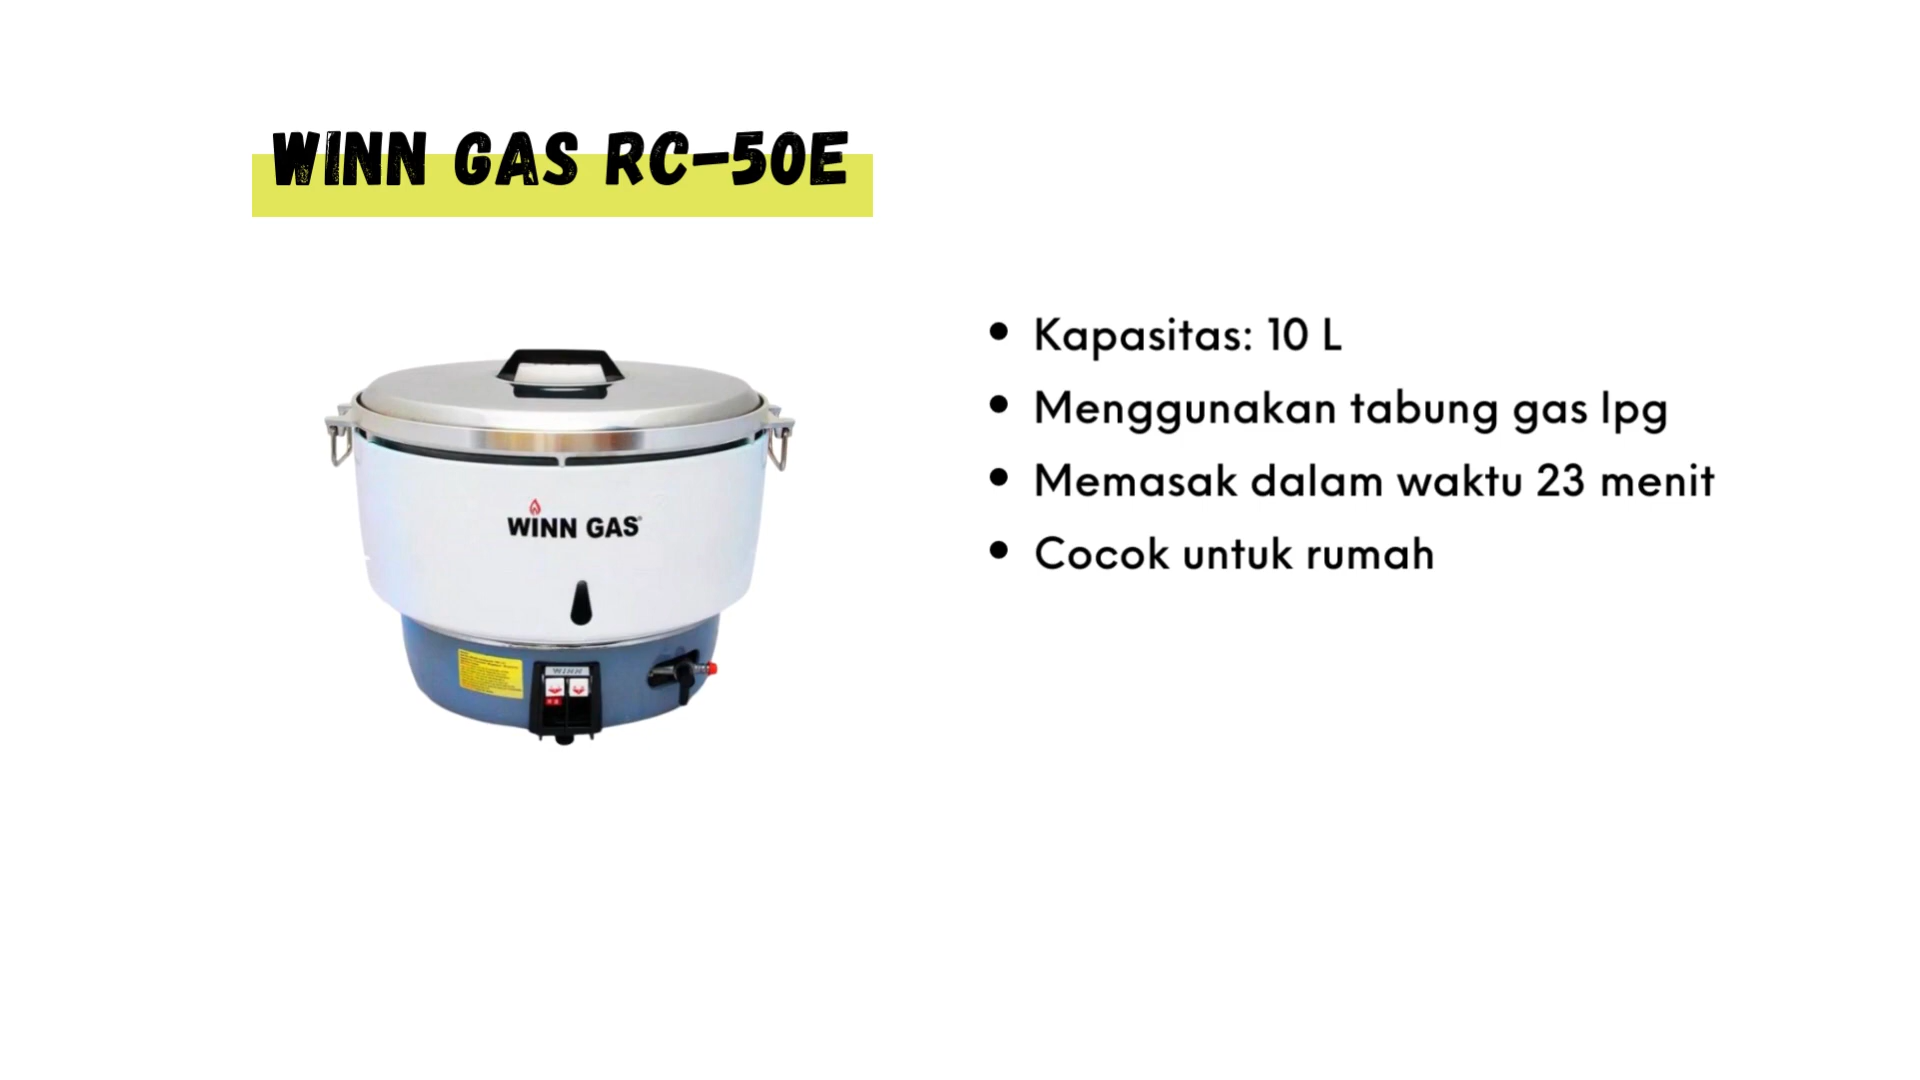 WINN GAS RC-50E
Kapasitas: 10 L
Menggunakan tabung gas lpg
Memasak dalam waktu 23 menit
Cocok untuk rumah
WINN GAS
WINN